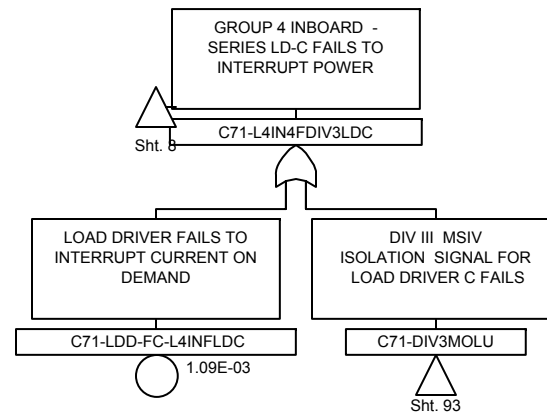 GROUP 4 INBOARD -
SERIES LD-C FAILS TO
INTERRUPT POWER
C71-L4IN4FDIV3LDC
Sht. 8
LOAD DRIVER FAILS TO
INTERRUPT CURRENT ON
DEMAND
C71-LDD-FC-L4INFLDC
1.09E-03
DIV III MSIV
ISOLATION SIGNAL FOR
LOAD DRIVER C FAILS
C71-DIV3MOLU
Sht. 93